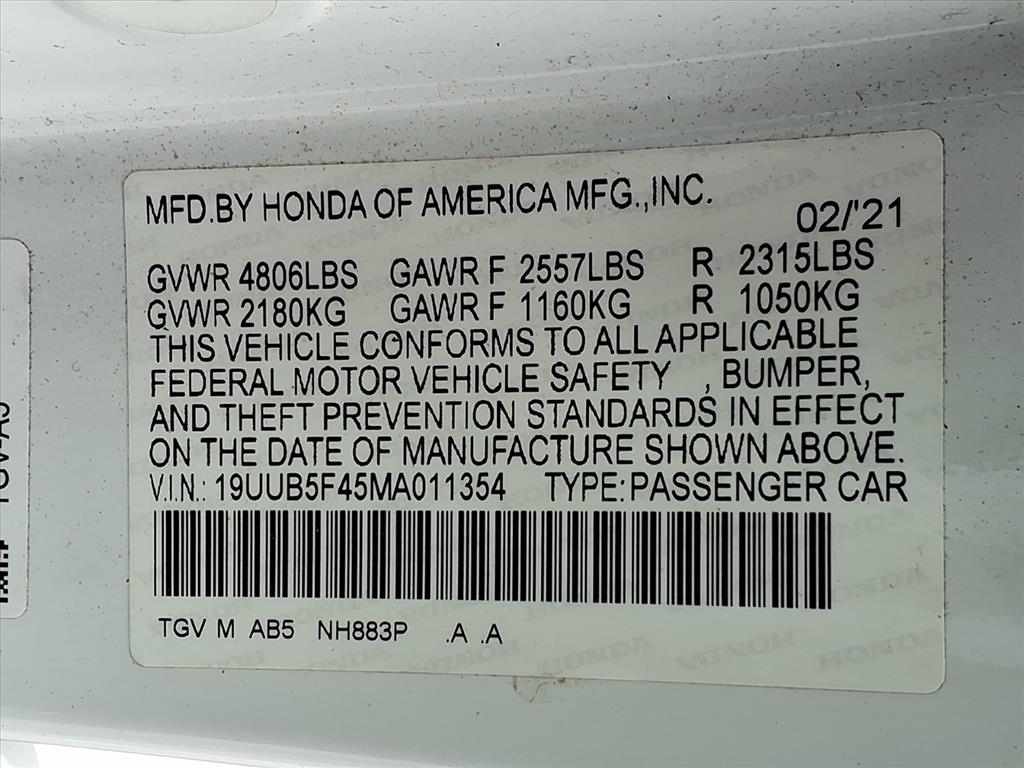 MFD.BY HONDA OF AMERICA MFG.,INC.
02/'21
GVWR 4806LBS GAWR F 2557LBS R 2315LBS
GVWR 2180KG GAWR F 1160KG R 1050KG
THIS VEHICLE CONFORMS TO ALL APPLICABLE
FEDERAL MOTOR VEHICLE SAFETY , BUMPER,
AND THEFT PREVENTION STANDARDS IN EFFECT
ON THE DATE OF MANUFACTURE SHOWN ABOVE.
V.I.N.: 19UUB5F45MA011354 TYPE:PASSENGER CAR
TGV M AB5 NH883P .A .A